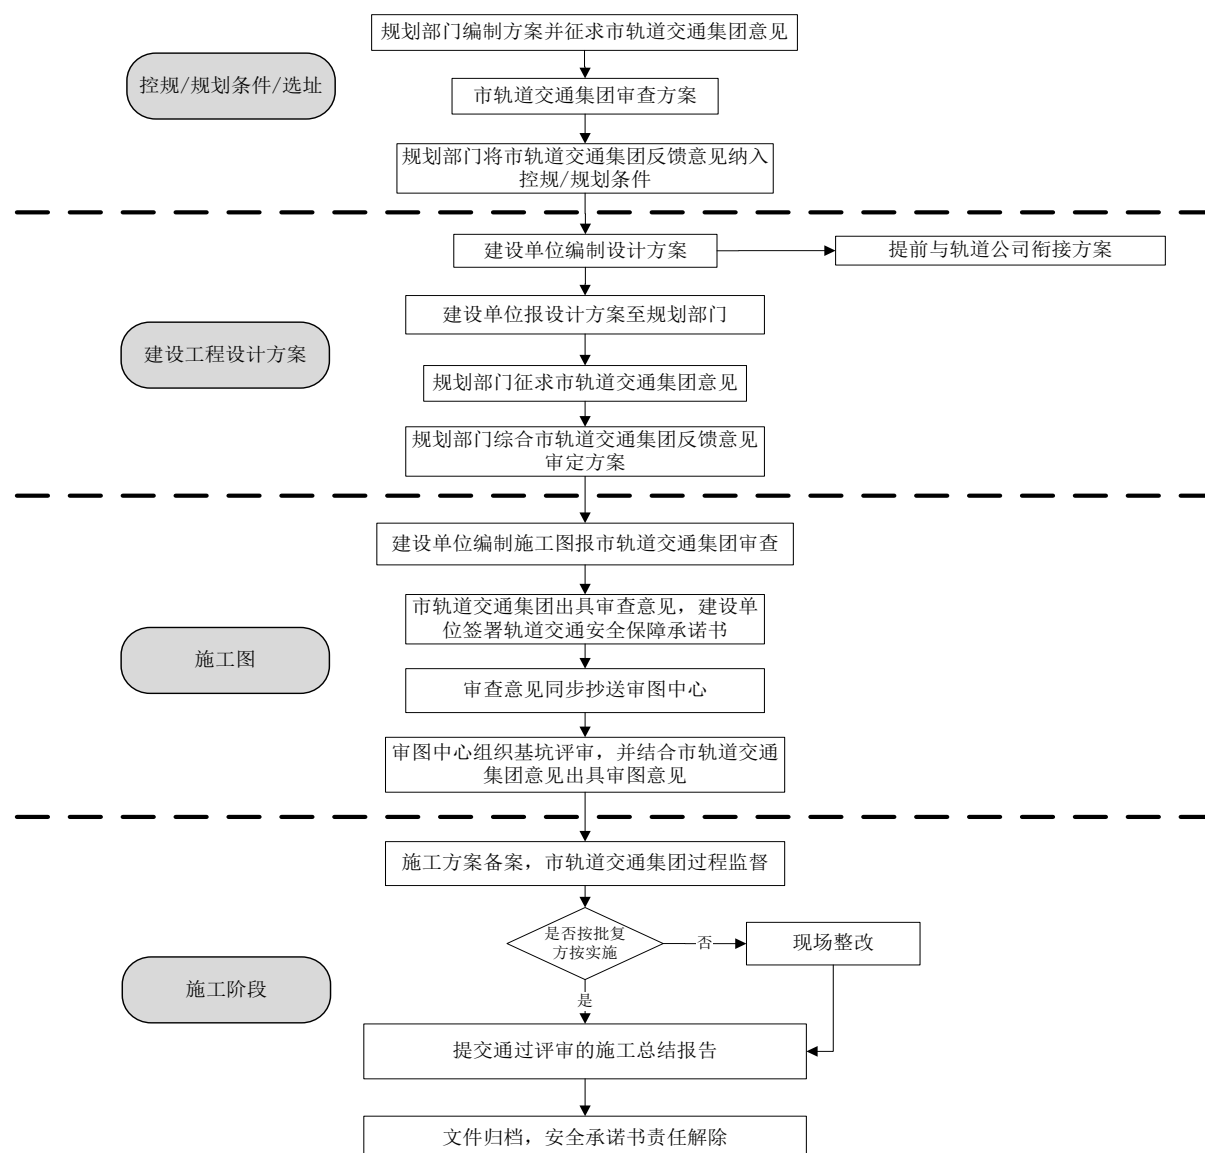 规划部门编制方案并征求市轨道交通集团意见
控规/规划条件/选址
市轨道交通集团审查方案
规划部门将市轨道交通集团反馈意见纳入
控规/规划条件
建设单位编制设计方案
提前与轨道公司衔接方案
建设单位报设计方案至规划部门
建设工程设计方案
规划部门征求市轨道交通集团意见
规划部门综合市轨道交通集团反馈意见
审定方案
建设单位编制施工图报市轨道交通集团审查
市轨道交通集团出具审查意见，建设单
位签署轨道交通安全保障承诺书
施工图
审查意见同步抄送审图中心
审图中心组织基坑评审，并结合市轨道交通
集团意见出具审图意见
施工方案备案，市轨道交通集团过程监督
是否按批复
方按实施
否
现场整改
施工阶段
是
提交通过评审的施工总结报告
文件归档，安全承诺书责任解除